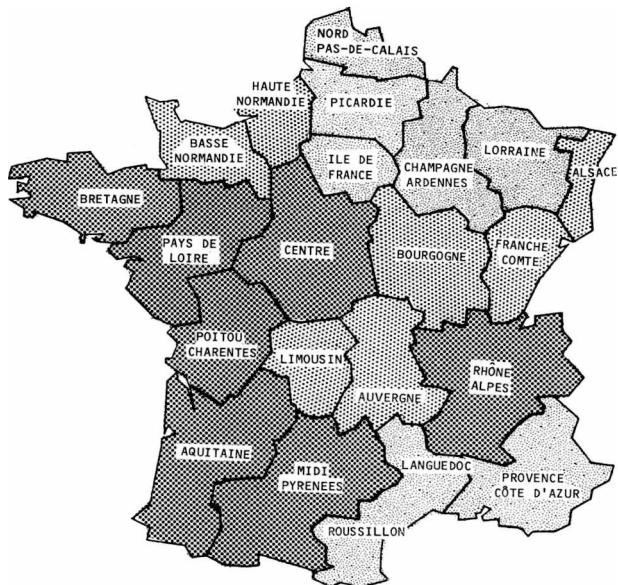 NORD
PAS-DE-CALAIS
HAUTE
NORMANDIE
PICARDIE
BASSE
NORMANDIE
ILE DE
FRANCE
CHAMPAGNE
ARDENNES
LORRAINE
ALSACE
BRETAGNE
PAYS DE
LOIRE
CENTRE
BOURGOGNE
FRANCHE
COMTE
POITOU
CHARENTES
LIMOUSIN
AUVERGNE
RHÔNE
ALPES
AQUITAINE
MIDI
PYRENEES
LANGUEDOC
ROUSSILLON
PROVENCE
CÔTE D'AZUR